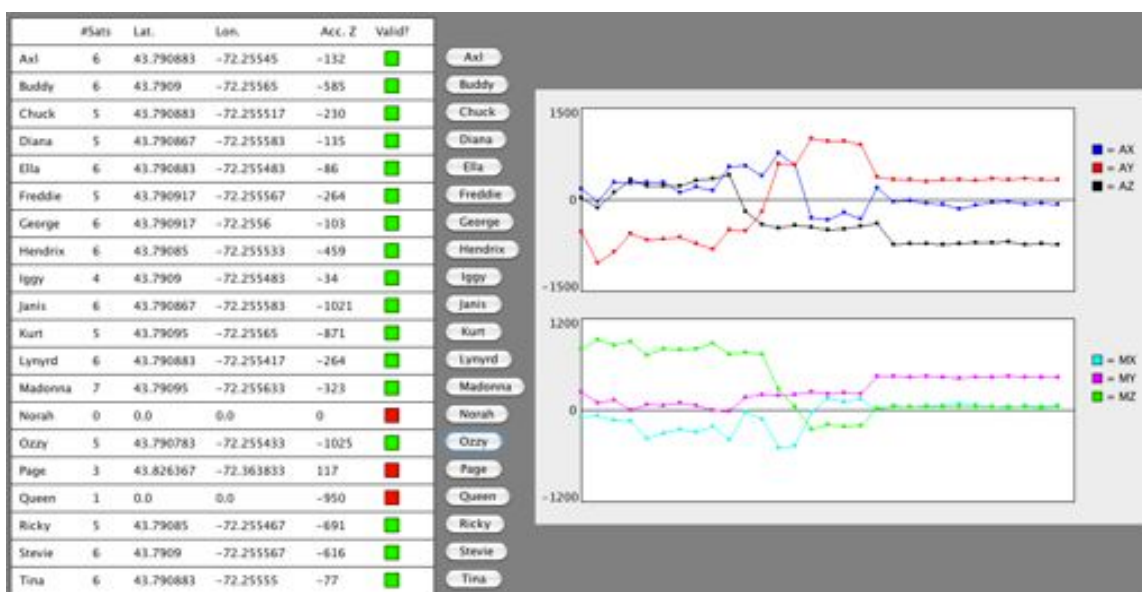 #Sats Lat. Lon. Acc. Z Valid?
Axl 6 43.790883 -72.25545 -132
Buddy 6 43.7909 -72.25565 -585
Chuck 5 43.790883 -72.255517 -230
Diana 5 43.790867 -72.255583 -135
Ella 6 43.790883 -72.255483 -86
Freddie 5 43.790917 -72.255567 -264
George 6 43.790917 -72.2556 -103
Hendrix 6 43.79085 -72.255533 -459
Iggy 4 43.7909 -72.255483 -34
Janis 6 43.790867 -72.255583 -1021
Kurt 5 43.79095 -72.25565 -871
Lynyrd 6 43.790883 -72.255417 -264
Madonna 7 43.79095 -72.255633 -323
Norah 0 0.0 0.0 0
Ozzy 5 43.790783 -72.255433 -1025
Page 3 43.826367 -72.363833 117
Queen 1 0.0 0.0 -950
Ricky 5 43.79085 -72.255467 -691
Stevie 6 43.7909 -72.255567 -616
Tina 6 43.790883 -72.25555 -77
Axl
Buddy
Chuck
Diana
Ella
Freddie
George
Hendrix
Iggy
Janis
Kurt
Lynyrd
Madonna
Norah
Ozzy
Page
Queen
Ricky
Stevie
Tina
1500
0
-1500
= AX
= AY
= AZ
1200
0
-1200
= MX
= MY
= MZ